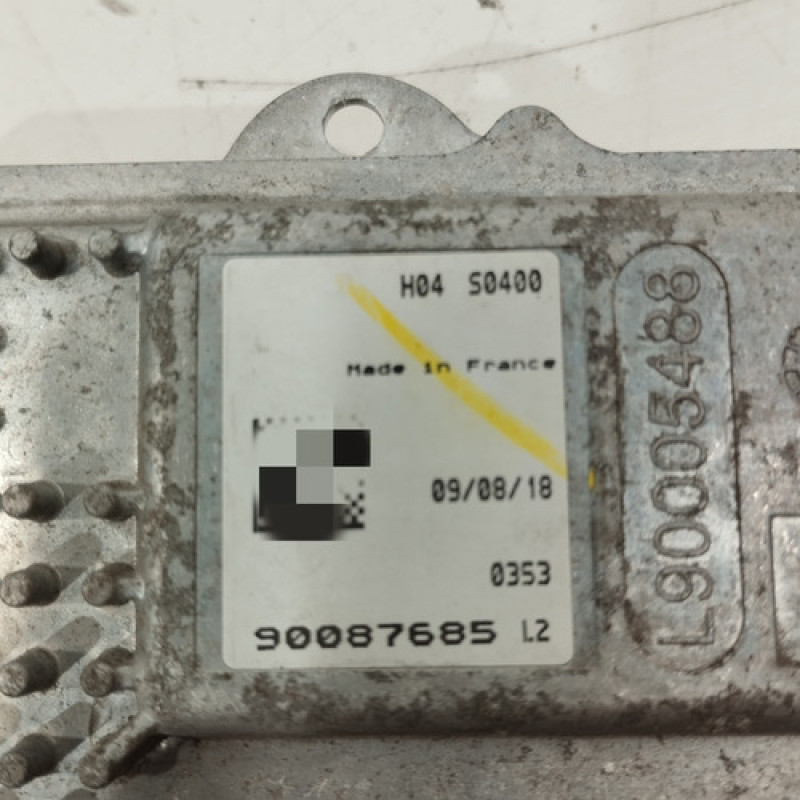 H04 S0400
Made in France
09/08/18
0353
90087685 L2
L90005488